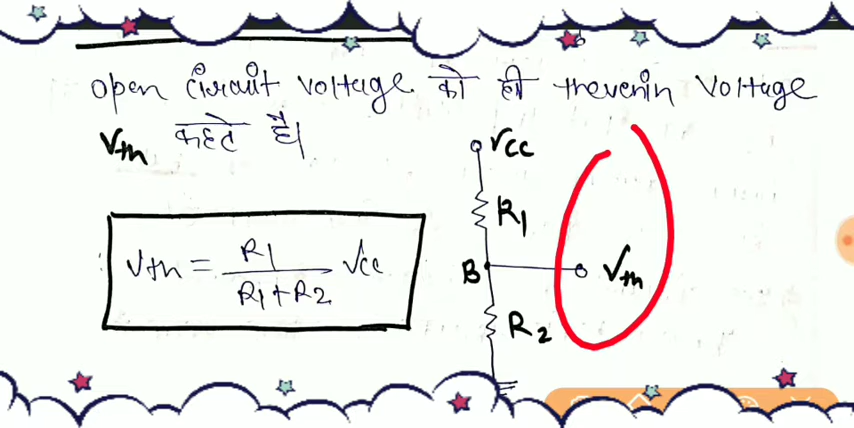 open circuit voltage को ही thevenin voltage
Vth कहते है।
VCC
R1
Vth = R1 / R1+R2 Vcc
B
Vth
R2